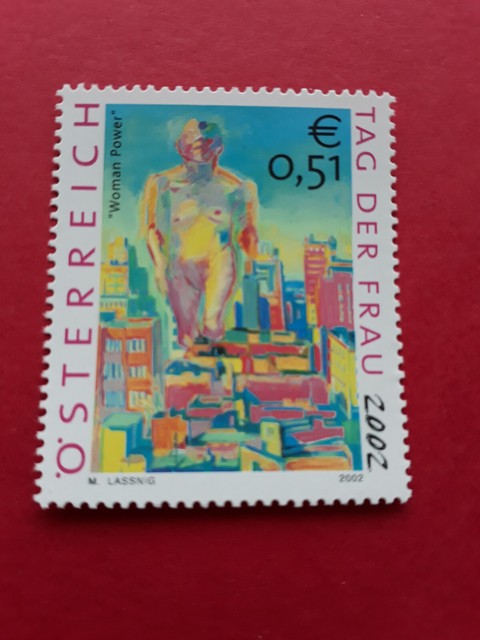 ÖSTERREICH
"Woman Power"
€
0,51
TAG DER FRAU 2002
M. LASSNIG
2002